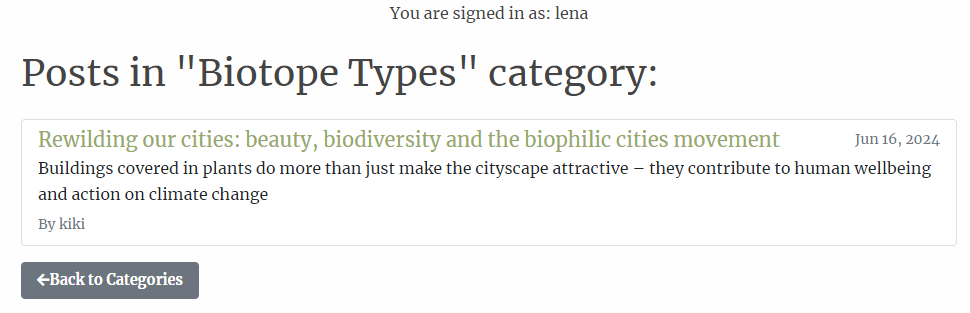 You are signed in as: lena
Posts in "Biotope Types" category:
Rewilding our cities: beauty, biodiversity and the biophilic cities movement
Jun 16, 2024
Buildings covered in plants do more than just make the cityscape attractive – they contribute to human wellbeing
and action on climate change
By kiki
Back to Categories